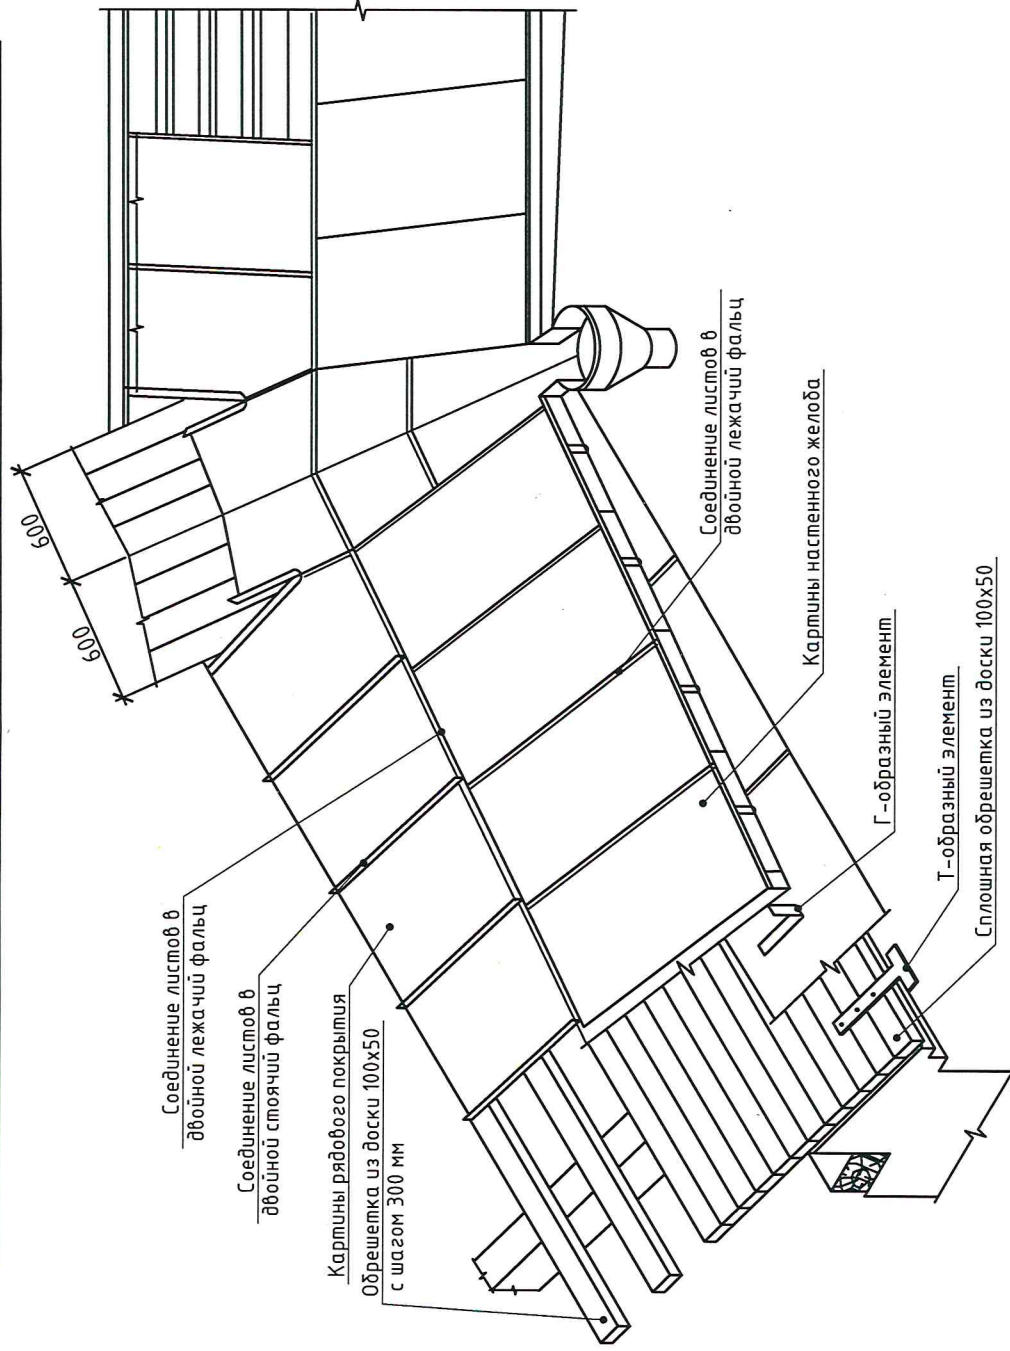 600
600
Соединение листов в
двойной лежачий фальц
Соединение листов в
двойной стоячий фальц
Картины рядового покрытия
Обрешетка из доски 100х50
с шагом 300 мм
Соединение листов в
двойной лежачий фальц
Картины настенного желоба
Г-образный элемент
Т-образный элемент
Сплошная обрешетка из доски 100х50